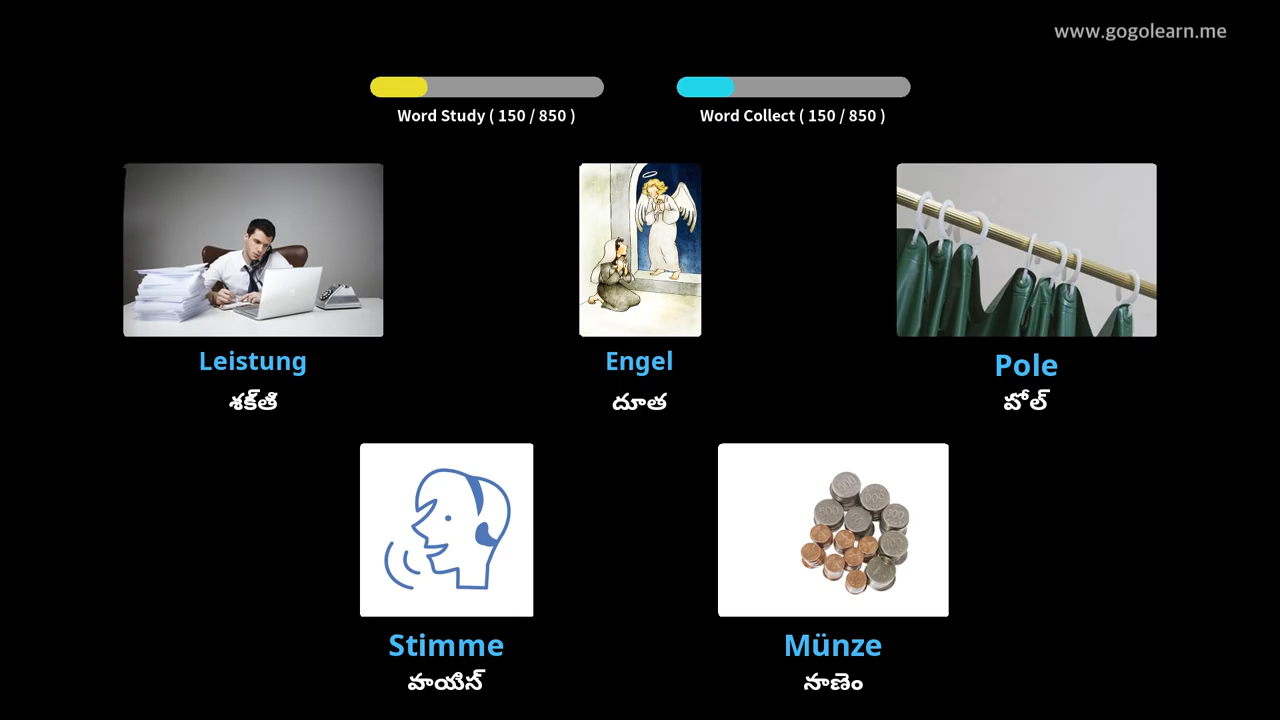 www.gogolearn.me
Word Study ( 150 / 850 )
Word Collect ( 150 / 850 )
Leistung
శక్తి
Engel
దూత
Pole
పోల్
Stimme
వాయిస్
Münze
నాణెం